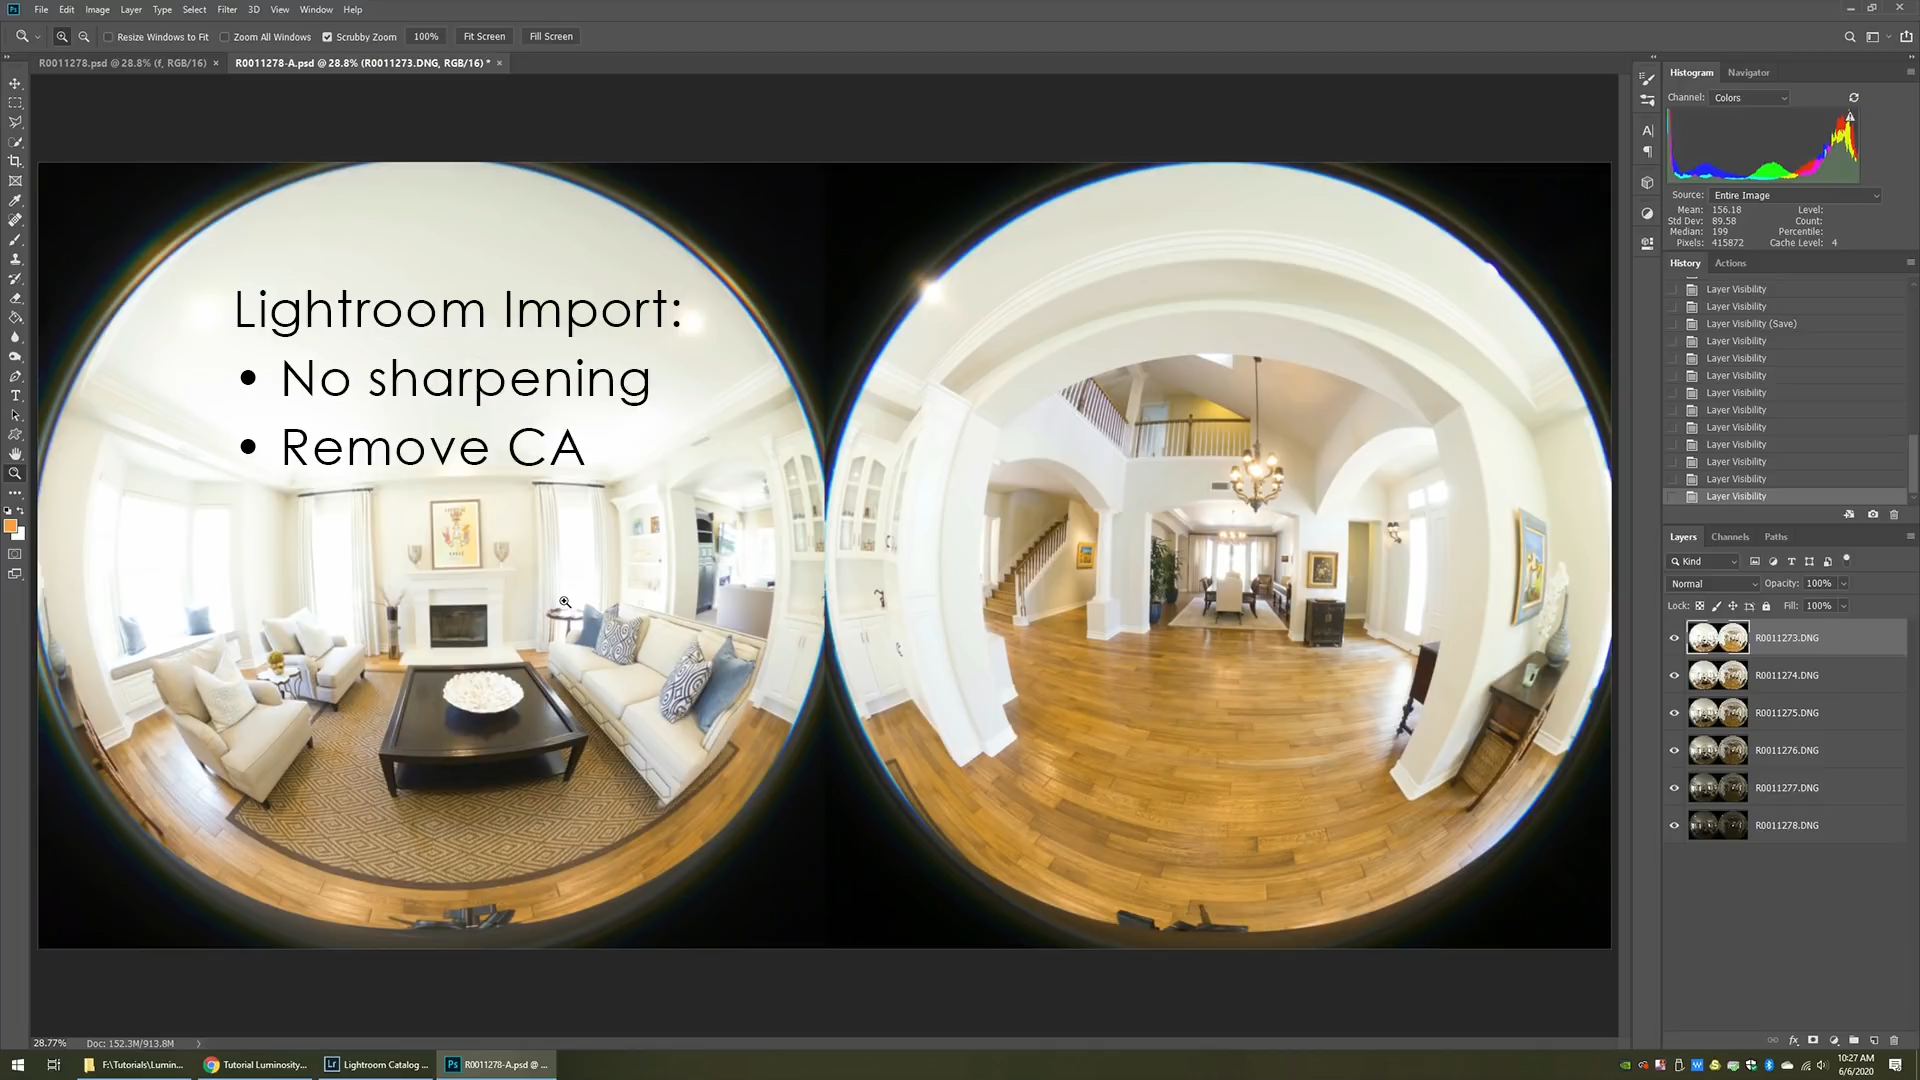 File Edit Image Layer Type Select Filter 3D View Window Help
Resize Windows to Fit Zoom All Windows Scrubby Zoom 100% Fit Screen Fill Screen
R0011278.psd @ 28.8% (f, RGB/16) × R0011278-A.psd @ 28.8% (R0011273.DNG, RGB/16) * ×
Lightroom Import:
• No sharpening
• Remove CA
Histogram Navigator
Channel: Colors
Source: Entire Image
Mean: 156.18 Level:
Std Dev: 89.58 Count:
Median: 199 Percentile:
Pixels: 415872 Cache Level: 4
History Actions
Layer Visibility
Layer Visibility
Layer Visibility (Save)
Layer Visibility
Layer Visibility
Layer Visibility
Layer Visibility
Layer Visibility
Layer Visibility
Layer Visibility
Layer Visibility
Layer Visibility
Layer Visibility
Layers Channels Paths
Kind
Normal Opacity: 100%
Lock: Fill: 100%
R0011273.DNG
R0011274.DNG
R0011275.DNG
R0011276.DNG
R0011277.DNG
R0011278.DNG
28.77% Doc: 152.3M/913.8M
F:\Tutorials\Lumin... Tutorial Luminosity... Lightroom Catalog ... R0011278-A.psd @ ...
10:27 AM
6/6/2020